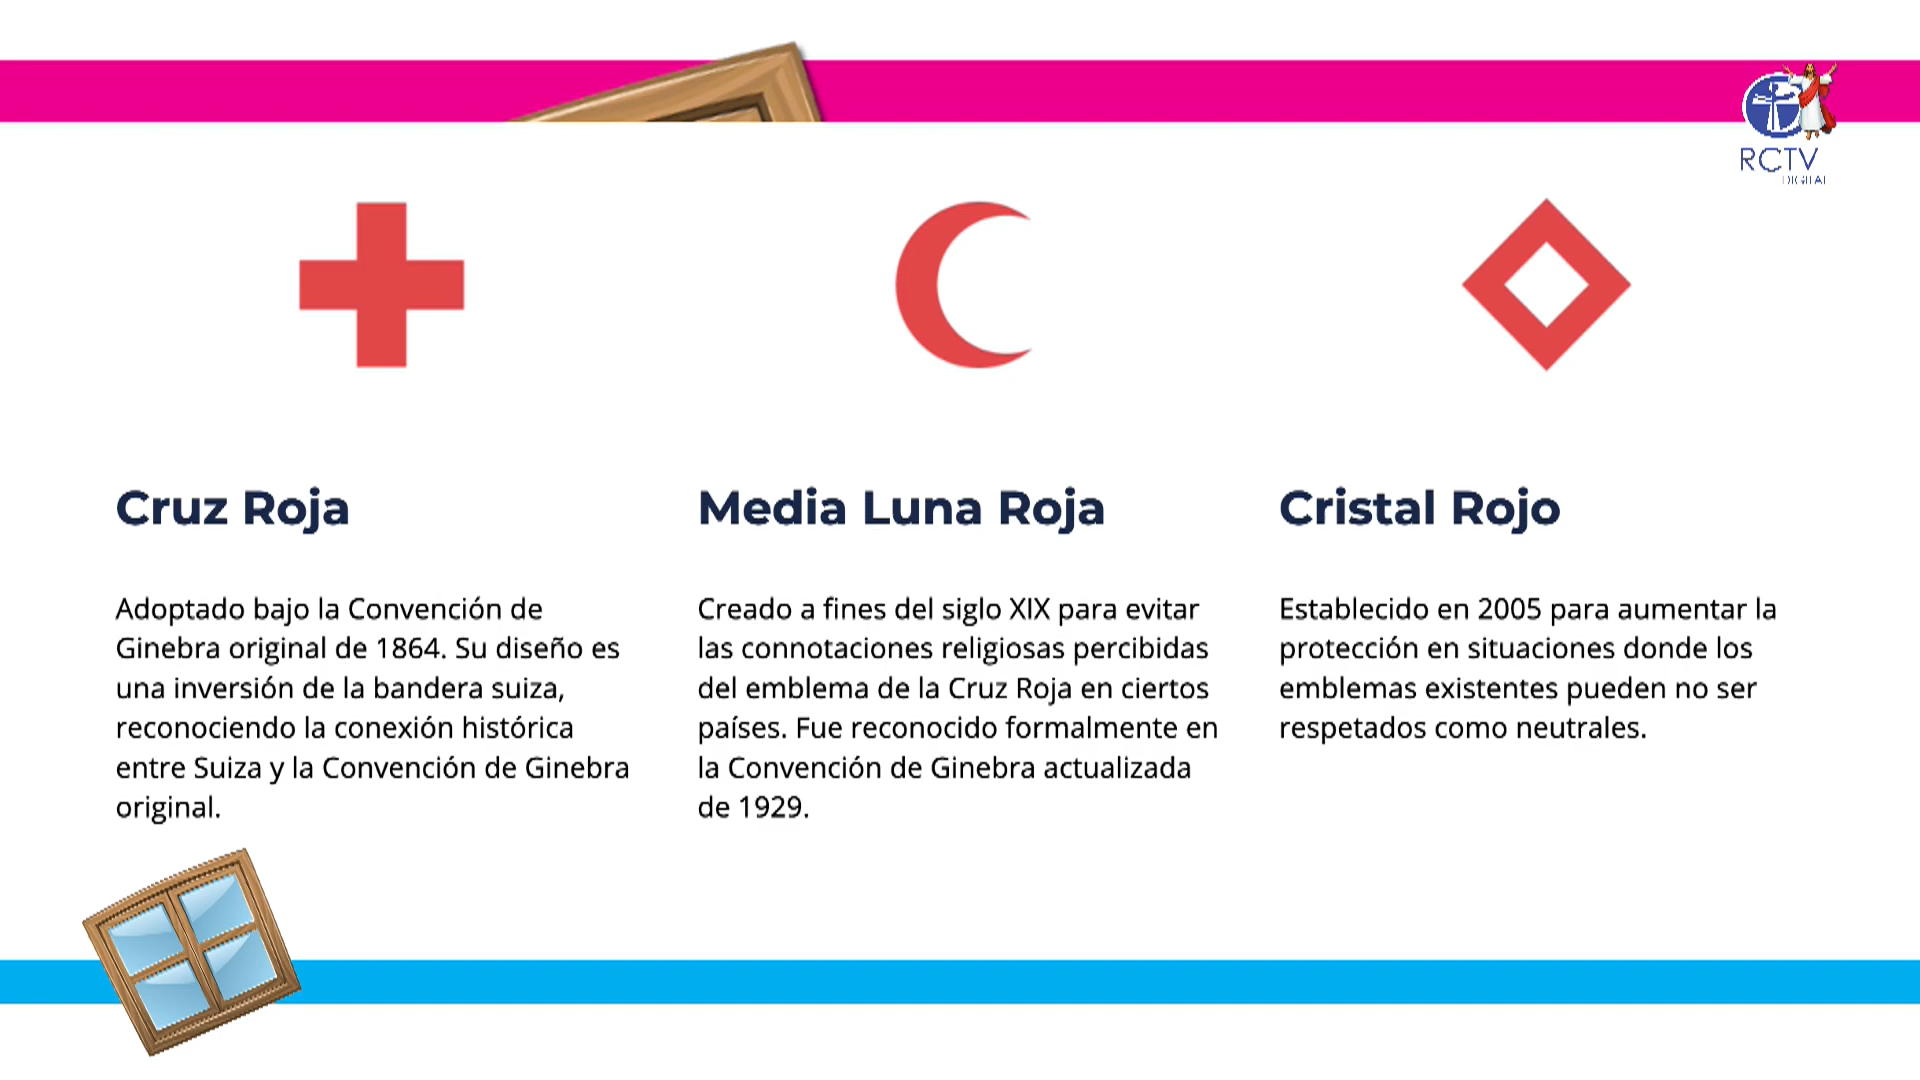 RCTV
DIGITAL
Cruz Roja
Adoptado bajo la Convención de
Ginebra original de 1864. Su diseño es
una inversión de la bandera suiza,
reconociendo la conexión histórica
entre Suiza y la Convención de Ginebra
original.
Media Luna Roja
Creado a fines del siglo XIX para evitar
las connotaciones religiosas percibidas
del emblema de la Cruz Roja en ciertos
países. Fue reconocido formalmente en
la Convención de Ginebra actualizada
de 1929.
Cristal Rojo
Establecido en 2005 para aumentar la
protección en situaciones donde los
emblemas existentes pueden no ser
respetados como neutrales.